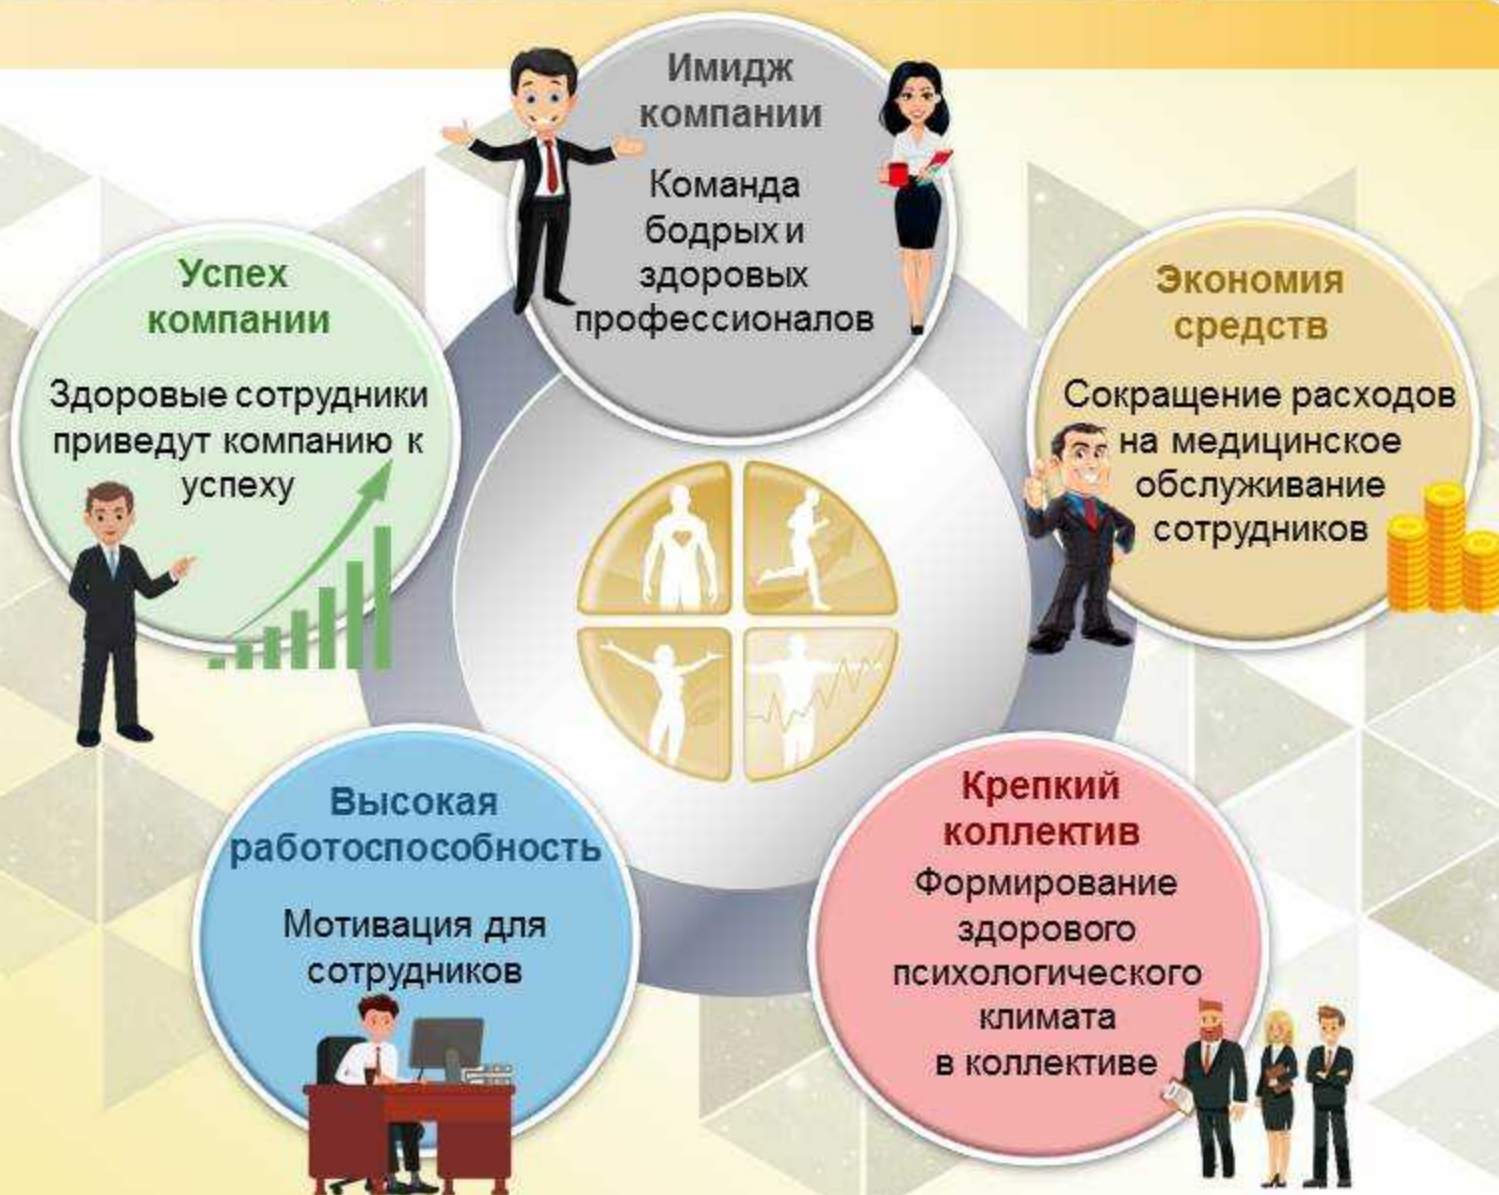 Имидж
компании
Команда
бодрых и
здоровых
профессионалов
Успех
компании
Здоровые сотрудники
приведут компанию к
успеху
Экономия
средств
Сокращение расходов
на медицинское
обслуживание
сотрудников
Высокая
работоспособность
Мотивация для
сотрудников
Крепкий
коллектив
Формирование
здорового
психологического
климата
в коллективе